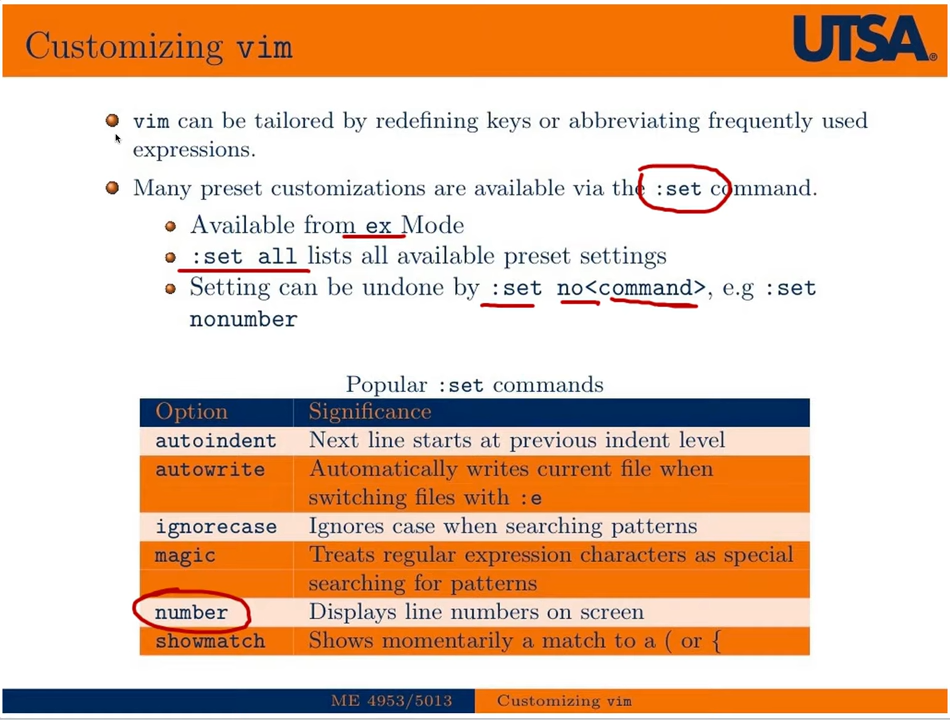 Customizing vim
UTSA®
vim can be tailored by redefining keys or abbreviating frequently used
expressions.
Many preset customizations are available via the :set command.
Available from ex Mode
:set all lists all available preset settings
Setting can be undone by :set no<command>, e.g :set
nonumber
Popular :set commands
Option Significance
autoindent Next line starts at previous indent level
autowrite Automatically writes current file when
switching files with :e
ignorecase Ignores case when searching patterns
magic Treats regular expression characters as special
searching for patterns
number Displays line numbers on screen
showmatch Shows momentarily a match to a ( or {
ME 4953/5013 Customizing vim